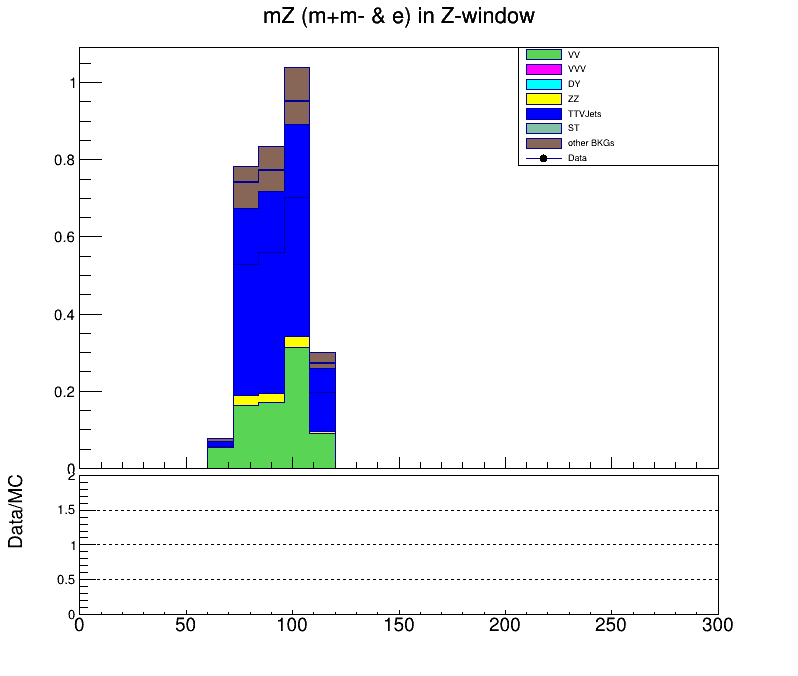 mZ (m+m- & e) in Z-window
VV
VVV
DY
ZZ
TTVJets
ST
other BKGs
Data
1
0.8
0.6
0.4
0.2
0
2
1.5
1
0.5
0
Data/MC
0 50 100 150 200 250 300